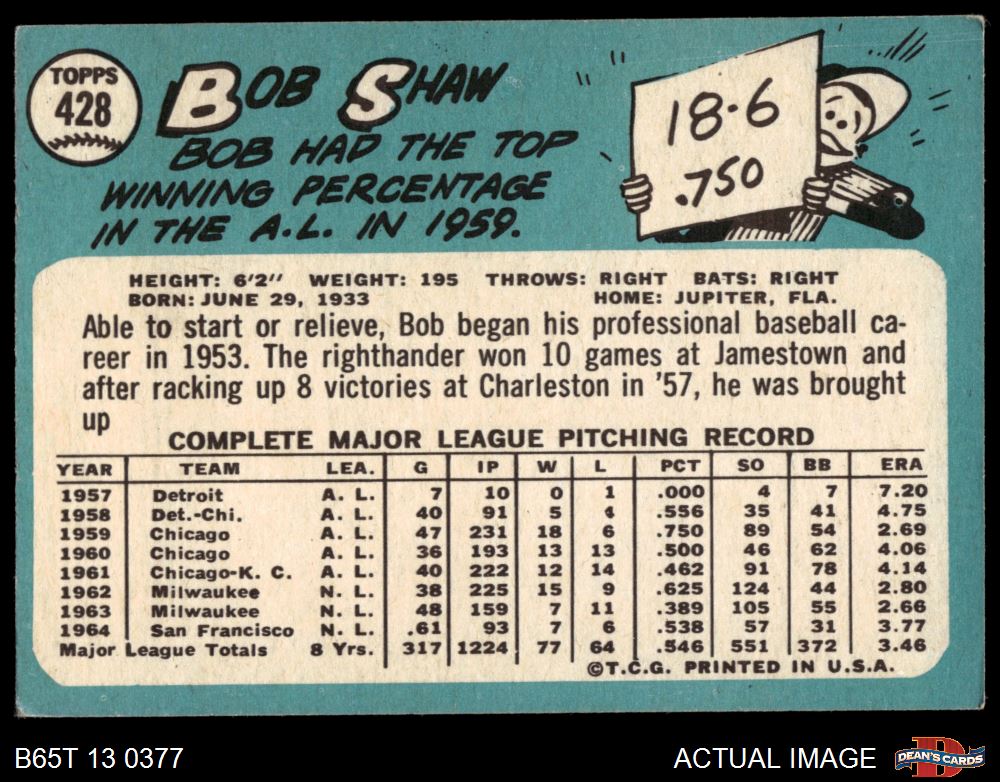 TOPPS
428
BOB SHAW
BOB HAD THE TOP
WINNING PERCENTAGE
IN THE A.L. IN 1959.
18-6
.750
HEIGHT: 6'2" WEIGHT: 195 THROWS: RIGHT BATS: RIGHT
BORN: JUNE 29, 1933 HOME: JUPITER, FLA.
Able to start or relieve, Bob began his professional baseball ca-
reer in 1953. The righthander won 10 games at Jamestown and
after racking up 8 victories at Charleston in '57, he was brought
up
COMPLETE MAJOR LEAGUE PITCHING RECORD
YEAR TEAM LEA. G IP W L PCT SO BB ERA
1957 Detroit A. L. 7 10 0 1 .000 4 7 7.20
1958 Det.-Chi. A. L. 40 91 5 4 .556 35 41 4.75
1959 Chicago A. L. 47 231 18 6 .750 89 54 2.69
1960 Chicago A. L. 36 193 13 13 .500 46 62 4.06
1961 Chicago-K. C. A. L. 40 222 12 14 .462 91 78 4.14
1962 Milwaukee N. L. 38 225 15 9 .625 124 44 2.80
1963 Milwaukee N. L. 48 159 7 11 .389 105 55 2.66
1964 San Francisco N. L. .61 93 7 6 .538 57 31 3.77
Major League Totals 8 Yrs. 317 1224 77 64 .546 551 372 3.46
©T.C.G. PRINTED IN U.S.A.
B65T 13 0377
ACTUAL IMAGE
D
DEAN'S CARDS